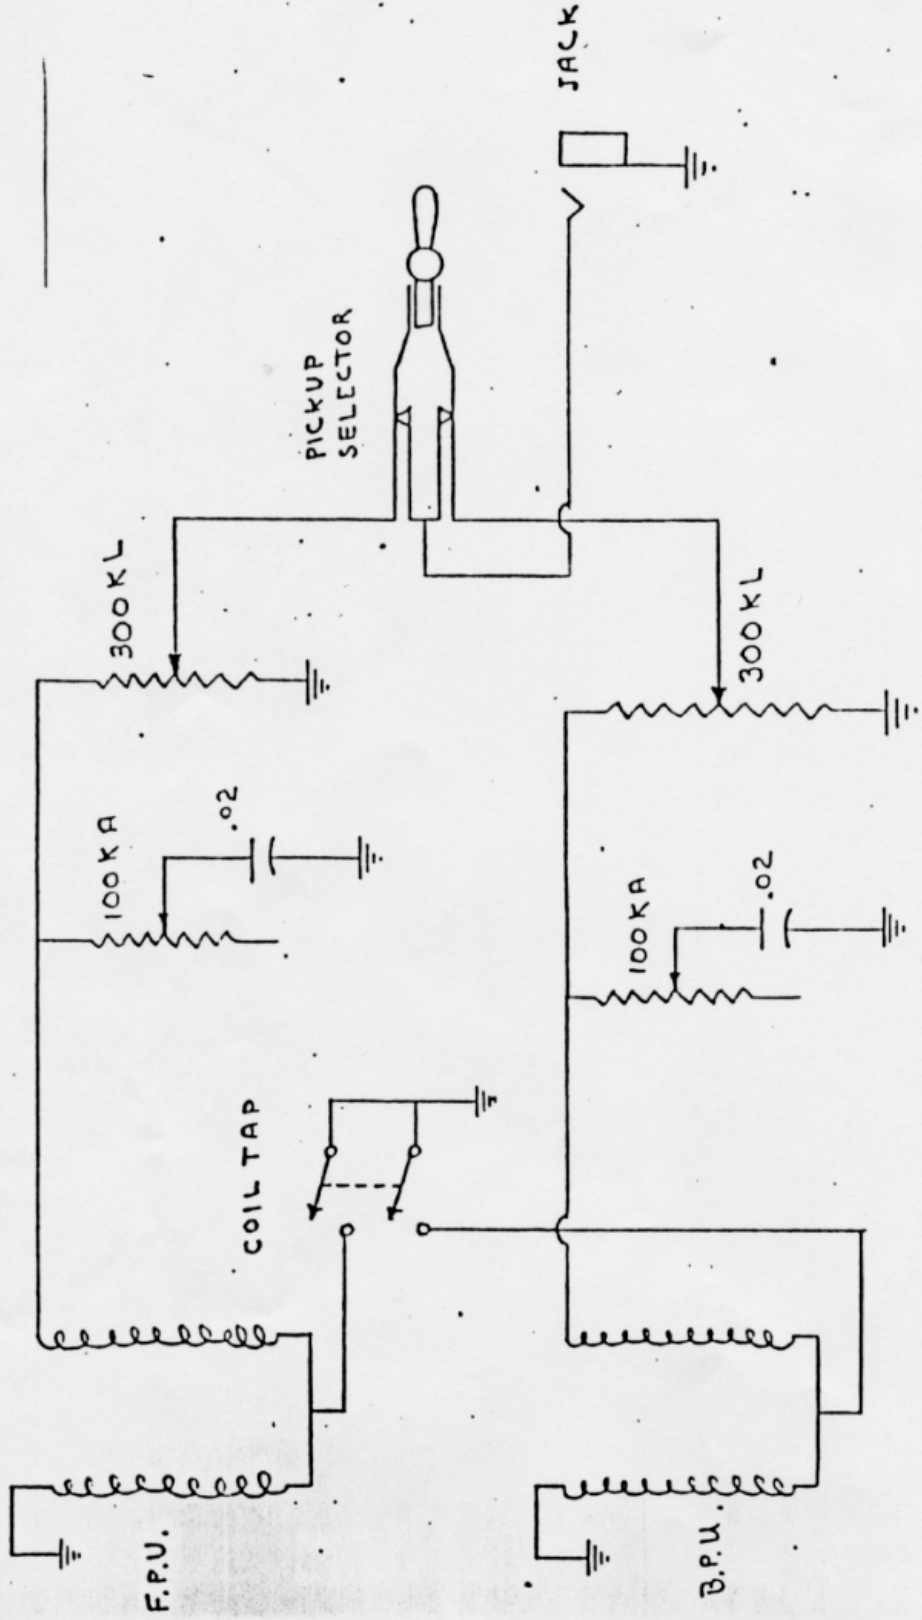 F.P.U.
COIL TAP
100KA
.02
300KL
PICKUP
SELECTOR
JACK
B.P.U.
100KA
.02
300KL